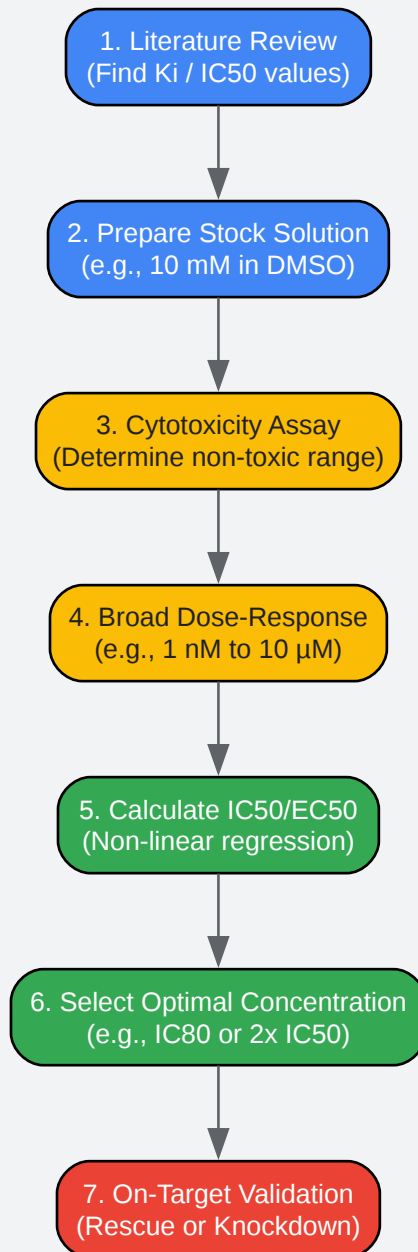 1. Literature Review
(Find Ki / IC50 values)
2. Prepare Stock Solution
(e.g., 10 mM in DMSO)
3. Cytotoxicity Assay
(Determine non-toxic range)
4. Broad Dose-Response
(e.g., 1 nM to 10 µM)
5. Calculate IC50/EC50
(Non-linear regression)
6. Select Optimal Concentration
(e.g., IC80 or 2x IC50)
7. On-Target Validation
(Rescue or Knockdown)